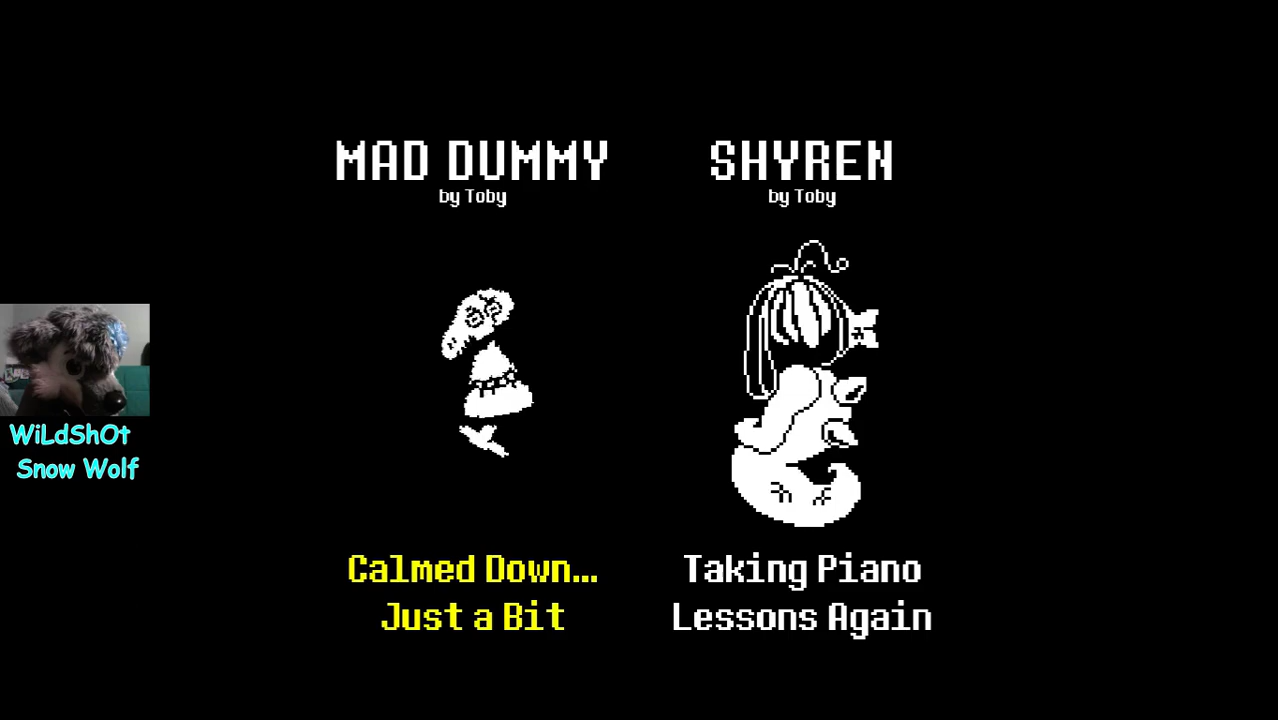 MAD DUMMY
by Toby
SHYREN
by Toby
WiLdShOt
Snow Wolf
Calmed Down...
Just a Bit
Taking Piano
Lessons Again